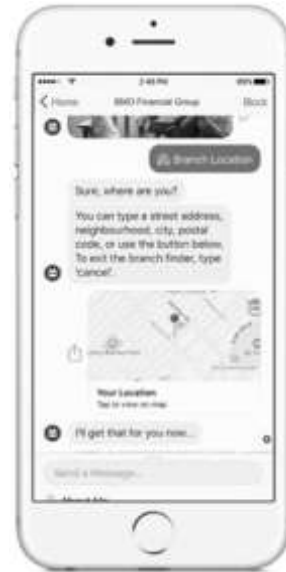 2:48 PM
Home
BMO Financial Group
Block
Branch Location
Sure, where are you?
You can type a street address,
neighbourhood, city, postal
code, or use the button below.
To exit the branch finder, type
'cancel'.
Your Location
Tap to view on map
I'll get that for you now...
Send a Message...
About Me